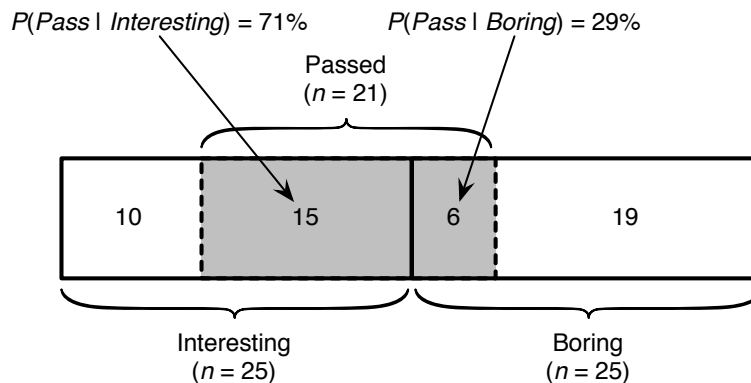 P(Pass | Interesting) = 71%
P(Pass | Boring) = 29%
Passed
(n = 21)
10
15
6
19
Interesting
(n = 25)
Boring
(n = 25)